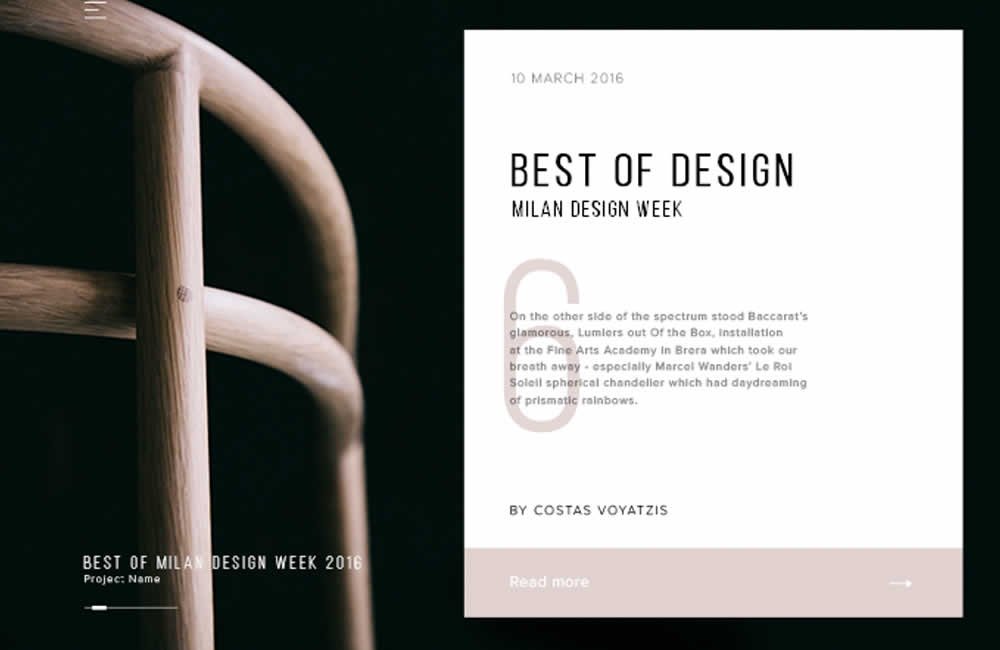 10 MARCH 2016
BEST OF DESIGN
MILAN DESIGN WEEK
6
On the other side of the spectrum stood Baccarat's
glamorous, Lumiers out Of the Box, installation
at the Fine Arts Academy in Brera which took our
breath away - especially Marcel Wanders' Le Roi
Soleil spherical chandelier which had daydreaming
of prismatic rainbows.
BY COSTAS VOYATZIS
Read more
BEST OF MILAN DESIGN WEEK 2016
Project Name